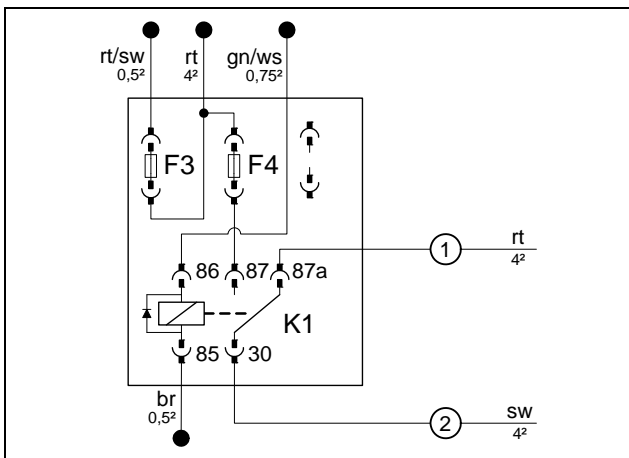 rt/sw rt gn/ws
0,5² 4² 0,75²
F3 F4
1 rt
4²
86 87 87a
K1
85 30
br
0,5²
2 sw
4²